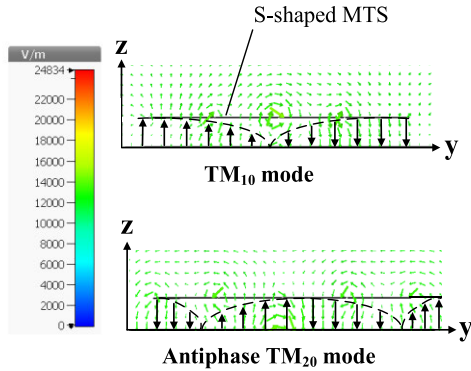 S-shaped MTS
V/m
24834
22000
20000
18000
16000
14000
12000
10000
8000
6000
4000
2000
0
z
y
TM₁₀ mode
z
y
Antiphase TM₂₀ mode